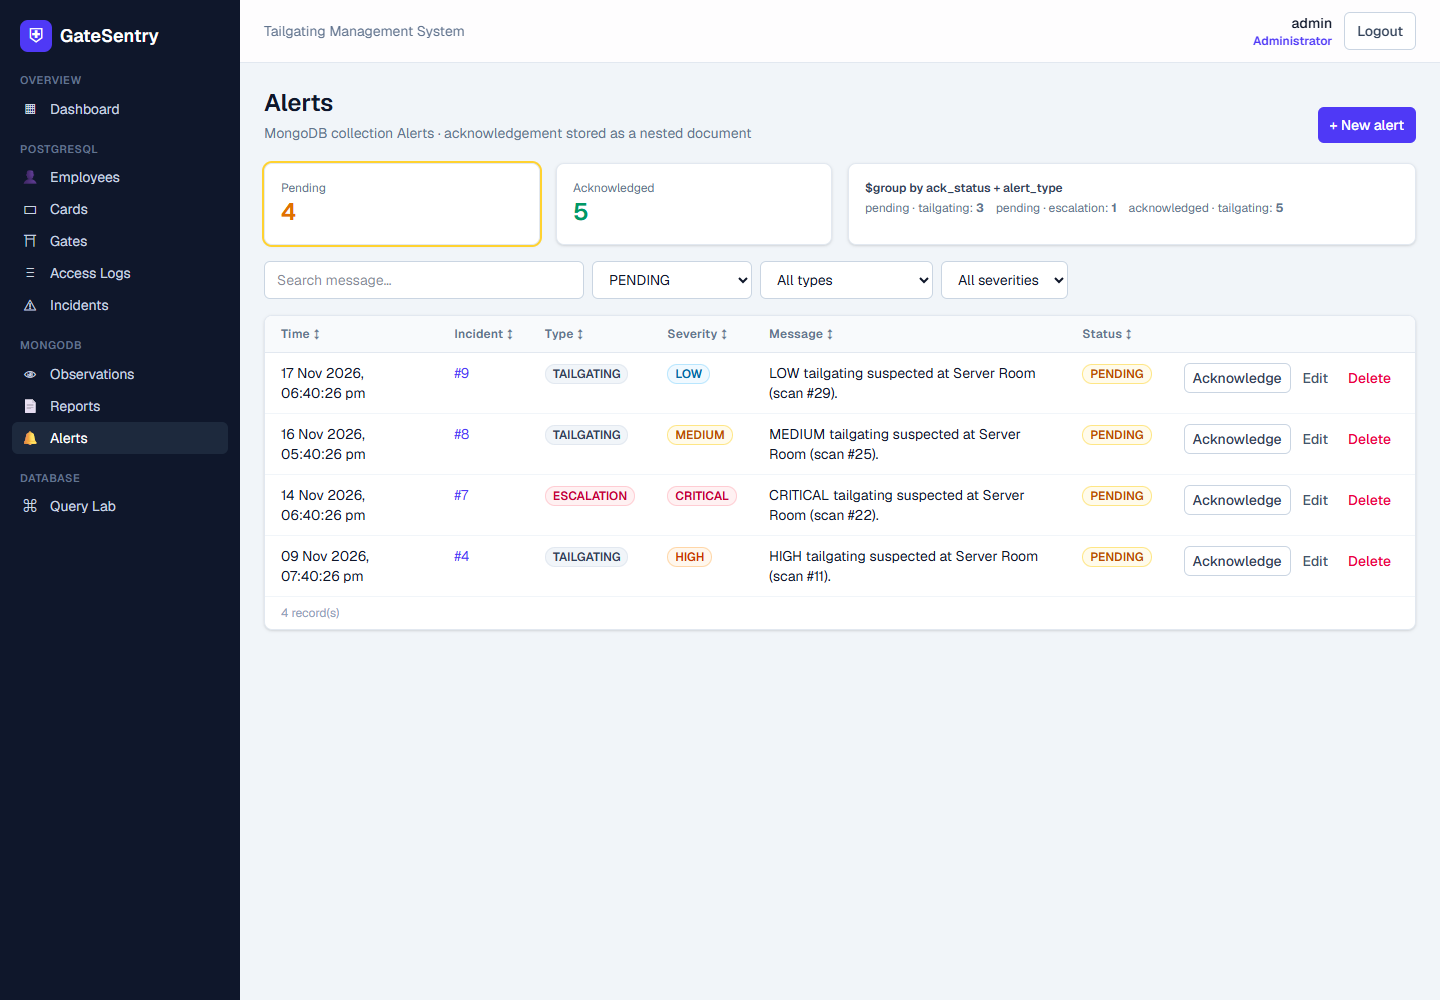 GateSentry
OVERVIEW
Dashboard
POSTGRESQL
Employees
Cards
Gates
Access Logs
Incidents
MONGODB
Observations
Reports
Alerts
DATABASE
Query Lab
Tailgating Management System
admin
Administrator
Logout
Alerts
MongoDB collection Alerts · acknowledgement stored as a nested document
+ New alert
Pending
4
Acknowledged
5
$group by ack_status + alert_type
pending · tailgating: 3 pending · escalation: 1 acknowledged · tailgating: 5
Search message...
PENDING
All types
All severities
Time ↕ Incident ↕ Type ↕ Severity ↕ Message ↕ Status ↕
17 Nov 2026, #9 TAILGATING LOW LOW tailgating suspected at Server Room PENDING Acknowledge Edit Delete
06:40:26 pm (scan #29).
16 Nov 2026, #8 TAILGATING MEDIUM MEDIUM tailgating suspected at Server PENDING Acknowledge Edit Delete
05:40:26 pm Room (scan #25).
14 Nov 2026, #7 ESCALATION CRITICAL CRITICAL tailgating suspected at Server PENDING Acknowledge Edit Delete
06:40:26 pm Room (scan #22).
09 Nov 2026, #4 TAILGATING HIGH HIGH tailgating suspected at Server Room PENDING Acknowledge Edit Delete
07:40:26 pm (scan #11).
4 record(s)